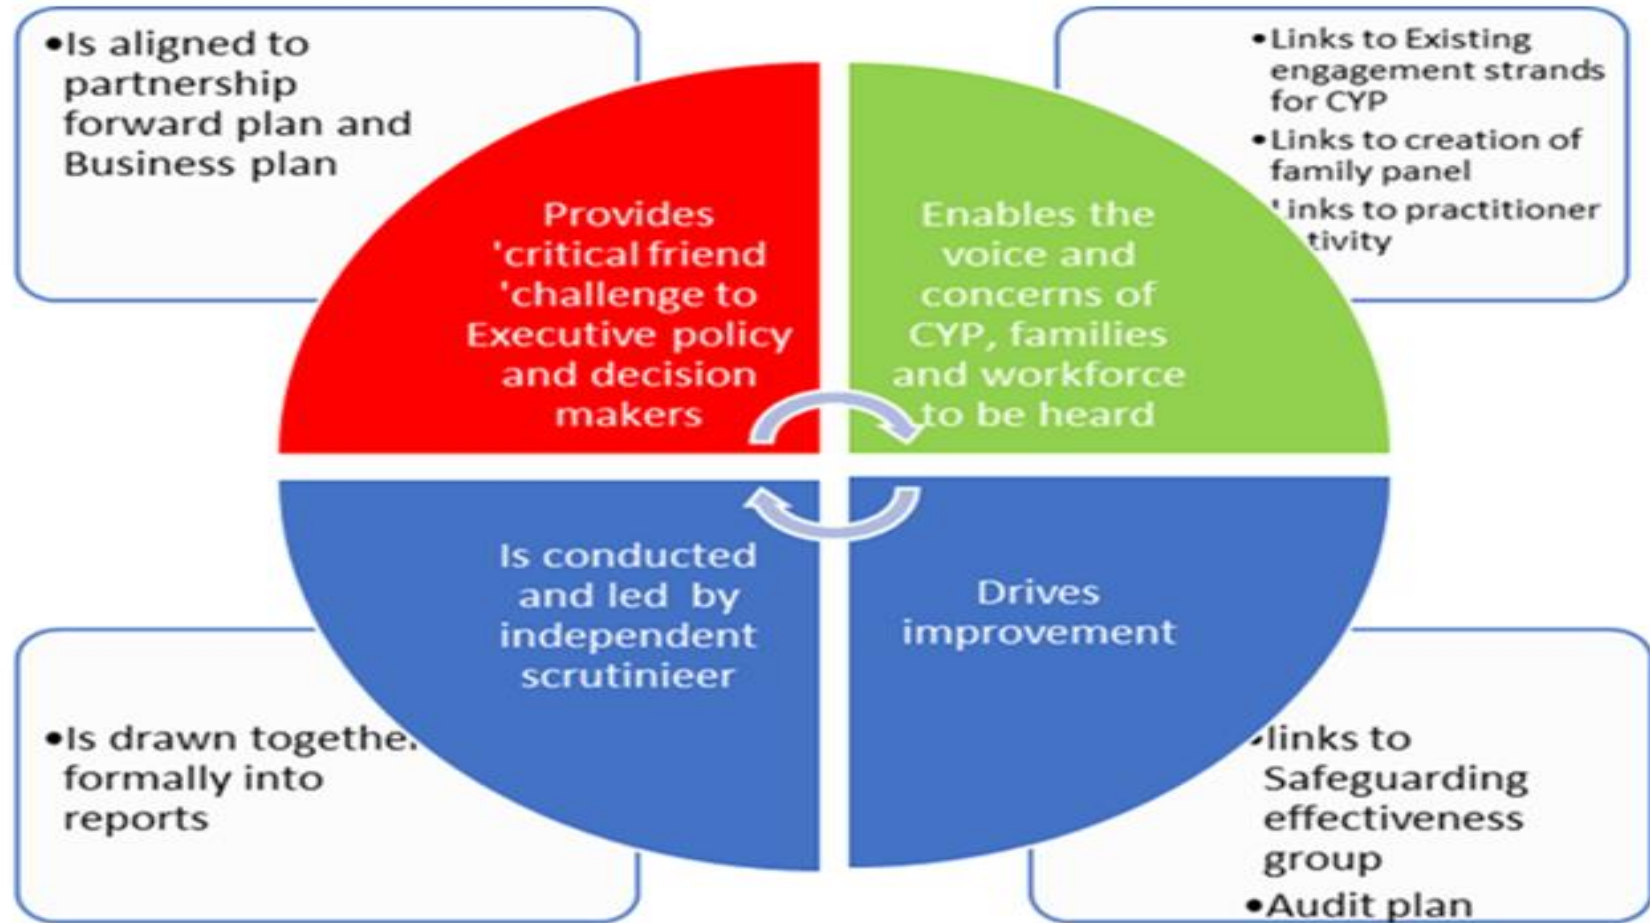 •Is aligned to
partnership
forward plan and
Business plan
•Links to Existing
engagement strands
for CYP
•Links to creation of
family panel
inks to practitioner
tivity
Provides
'critical friend
'challenge to
Executive policy
and decision
makers
Enables the
voice and
concerns of
CYP, families
and workforce
to be heard
Is conducted
and led by
independent
scrutinieer
Drives
improvement
•Is drawn together
formally into
reports
•links to
Safeguarding
effectiveness
group
•Audit plan